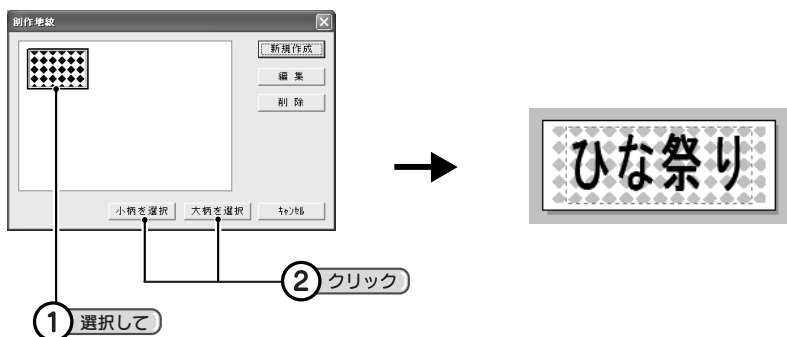 創作地紋
新規作成
編 集
削 除
小柄を選択 大柄を選択 ｷｬﾝｾﾙ
ひな祭り
② クリック
① 選択して